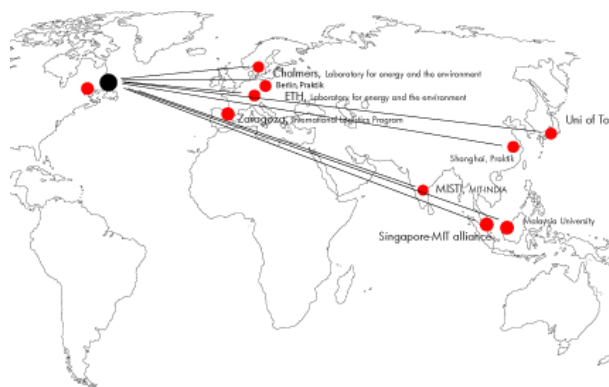 Chalmers, Laboratory for energy and the environment
Berlin, Praktik
ETH, Laboratory for energy and the environment
Zaragoza, International Logistics Program
Uni of To
Shanghai, Praktik
MISTI, MIT-INDIA
Malaysia University
Singapore-MIT alliance